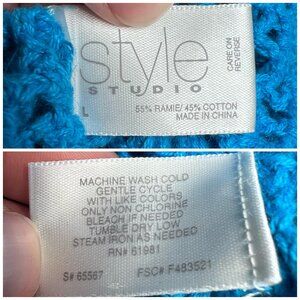 style
STUDIO
CARE ON
REVERSE
L
55% RAMIE/ 45% COTTON
MADE IN CHINA
MACHINE WASH COLD
GENTLE CYCLE
WITH LIKE COLORS
ONLY NON CHLORINE
BLEACH IF NEEDED
TUMBLE DRY LOW
STEAM IRON AS NEEDED
RN# 61981
S# 65567
FSC# F483521